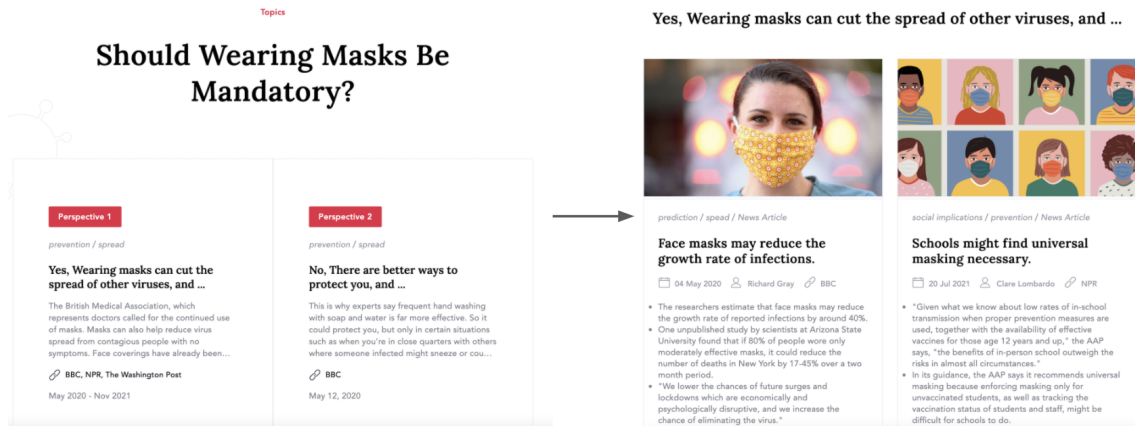 Topics
Should Wearing Masks Be
Mandatory?
Perspective 1
prevention / spread
Yes, Wearing masks can cut the
spread of other viruses, and ...
The British Medical Association, which
represents doctors called for the continued use
of masks. Masks can also help reduce virus
spread from contagious people with no
symptoms. Face coverings have already been...
BBC, NPR, The Washington Post
May 2020 - Nov 2021
Perspective 2
prevention / spread
No, There are better ways to
protect you, and ...
This is why experts say frequent hand washing
with soap and water is far more effective. So it
could protect you, but only in certain situations
such as when you're in close quarters with others
where someone infected might sneeze or cou...
BBC
May 12, 2020
Yes, Wearing masks can cut the spread of other viruses, and ...
prediction / spead / News Article
Face masks may reduce the
growth rate of infections.
04 May 2020 Richard Gray BBC
• The researchers estimate that face masks may reduce
the growth rate of reported infections by around 40%.
• One unpublished study by scientists at Arizona State
University found that if 80% of people wore only
moderately effective masks, it could reduce the
number of deaths in New York by 17-45% over a two
month period.
• "We lower the chances of future surges and
lockdowns which are economically and
psychologically disruptive, and we increase the
chance of eliminating the virus."
social implications / prevention / News Article
Schools might find universal
masking necessary.
20 Jul 2021 Clare Lombardo NPR
• "Given what we know about low rates of in-school
transmission when proper prevention measures are
used, together with the availability of effective
vaccines for those age 12 years and up," the AAP
says, "the benefits of in-person school outweigh the
risks in almost all circumstances."
• In its guidance, the AAP says it recommends universal
masking because enforcing masking only for
unvaccinated students, as well as tracking the
vaccination status of students and staff, might be
difficult for schools to do.